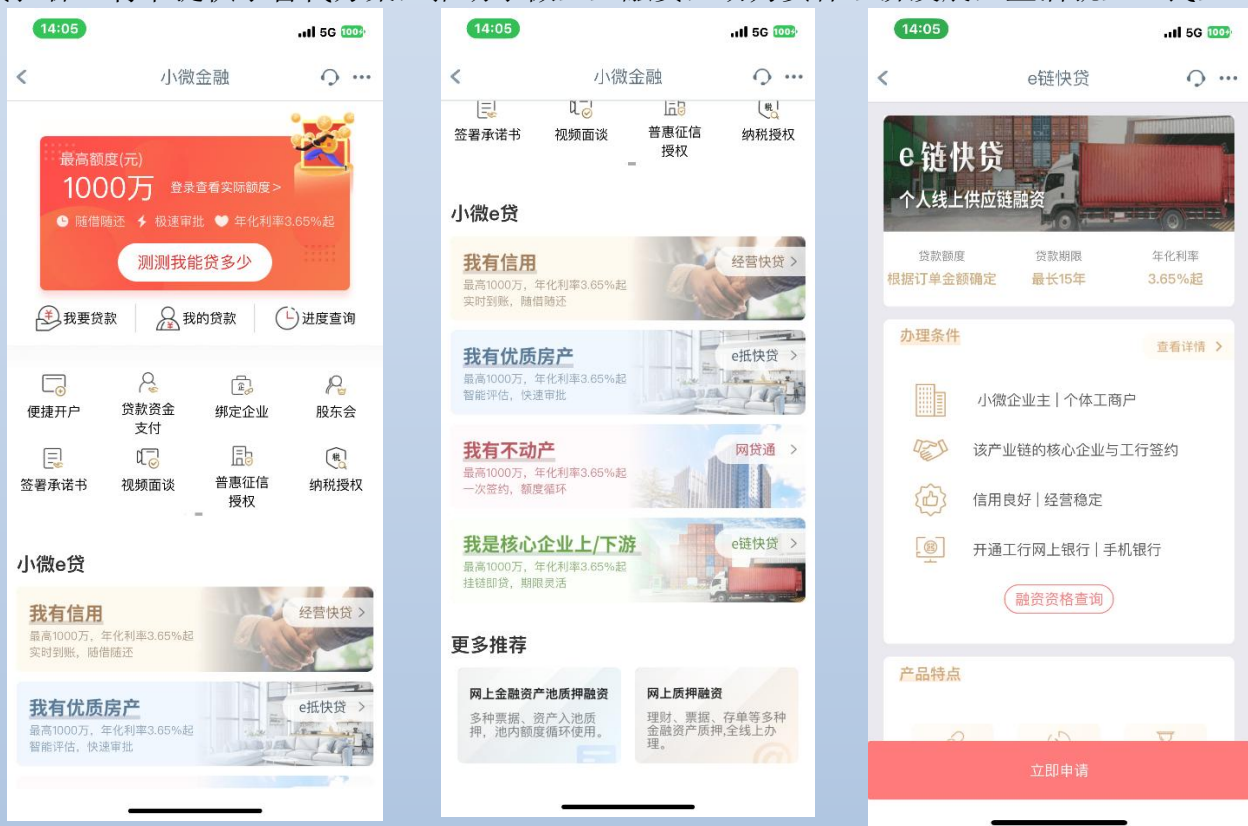 14:05
5G 100
小微金融
最高额度(元)
1000万 登录查看实际额度>
随借随还 极速审批 年化利率3.65%起
测测我能贷多少
我要贷款 我的贷款 进度查询
便捷开户 贷款资金支付 绑定企业 股东会
签署承诺书 视频面谈 普惠征信授权 纳税授权
小微e贷
我有信用
经营快贷 >
最高1000万，年化利率3.65%起
实时到账，随借随还
我有优质房产
e抵快贷 >
最高1000万，年化利率3.65%起
智能评估，快速审批
14:05
5G 100
小微金融
签署承诺书 视频面谈 普惠征信授权 纳税授权
小微e贷
我有信用
经营快贷 >
最高1000万，年化利率3.65%起
实时到账，随借随还
我有优质房产
e抵快贷 >
最高1000万，年化利率3.65%起
智能评估，快速审批
我有不动产
网贷通 >
最高1000万，年化利率3.65%起
一次签约，额度循环
我是核心企业上/下游
e链快贷 >
最高1000万，年化利率3.65%起
挂链即贷，期限灵活
更多推荐
网上金融资产池质押融资
多种票据、资产入池质
押，池内额度循环使用。
网上质押融资
理财、票据、存单等多种
金融资产质押,全线上办
理。
14:05
5G 100
e链快贷
e链快贷
个人线上供应链融资
贷款额度 贷款期限 年化利率
根据订单金额确定 最长15年 3.65%起
办理条件
查看详情 >
小微企业主 | 个体工商户
该产业链的核心企业与工行签约
信用良好 | 经营稳定
开通工行网上银行 | 手机银行
融资资格查询
产品特点
立即申请